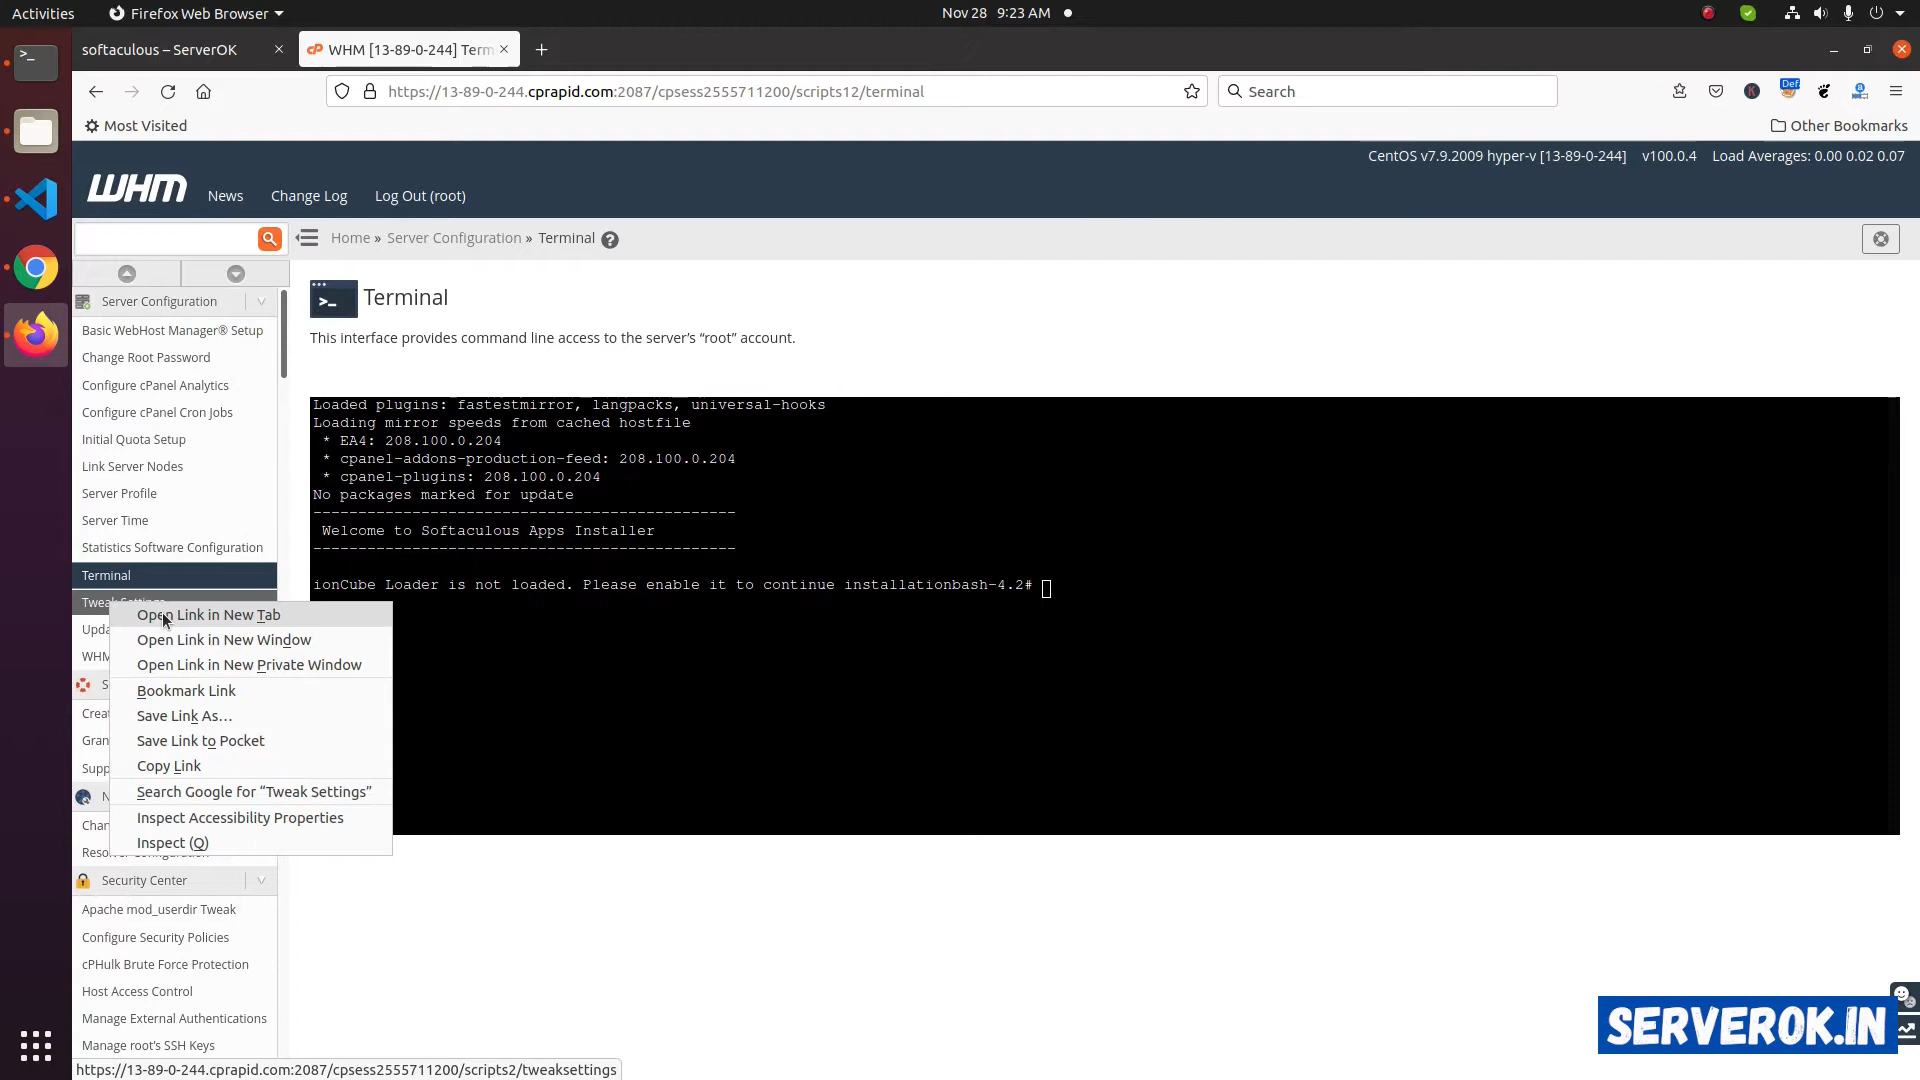 Activities
Firefox Web Browser
Nov 28 9:23 AM
softaculous – ServerOK
WHM [13-89-0-244] Term
https://13-89-0-244.cprapid.com:2087/cpsess2555711200/scripts12/terminal
Search
Def
Most Visited
Other Bookmarks
CentOS v7.9.2009 hyper-v [13-89-0-244] v100.0.4 Load Averages: 0.00 0.02 0.07
WHM
News
Change Log
Log Out (root)
Home » Server Configuration » Terminal
Server Configuration
Basic WebHost Manager® Setup
Change Root Password
Configure cPanel Analytics
Configure cPanel Cron Jobs
Initial Quota Setup
Link Server Nodes
Server Profile
Server Time
Statistics Software Configuration
Terminal
Tweak Settings
Upda
WHM
S
Creat
Gran
Supp
N
Chan
Security Center
Apache mod_userdir Tweak
Configure Security Policies
cPHulk Brute Force Protection
Host Access Control
Manage External Authentications
Manage root's SSH Keys
Open Link in New Tab
Open Link in New Window
Open Link in New Private Window
Bookmark Link
Save Link As…
Save Link to Pocket
Copy Link
Search Google for “Tweak Settings”
Inspect Accessibility Properties
Inspect (Q)
Terminal
This interface provides command line access to the server’s “root” account.
Loaded plugins: fastestmirror, langpacks, universal-hooks
Loading mirror speeds from cached hostfile
* EA4: 208.100.0.204
* cpanel-addons-production-feed: 208.100.0.204
* cpanel-plugins: 208.100.0.204
No packages marked for update
-----------------------------------------------
Welcome to Softaculous Apps Installer
-----------------------------------------------
ionCube Loader is not loaded. Please enable it to continue installationbash-4.2#
SERVEROK.IN
https://13-89-0-244.cprapid.com:2087/cpsess2555711200/scripts2/tweaksettings